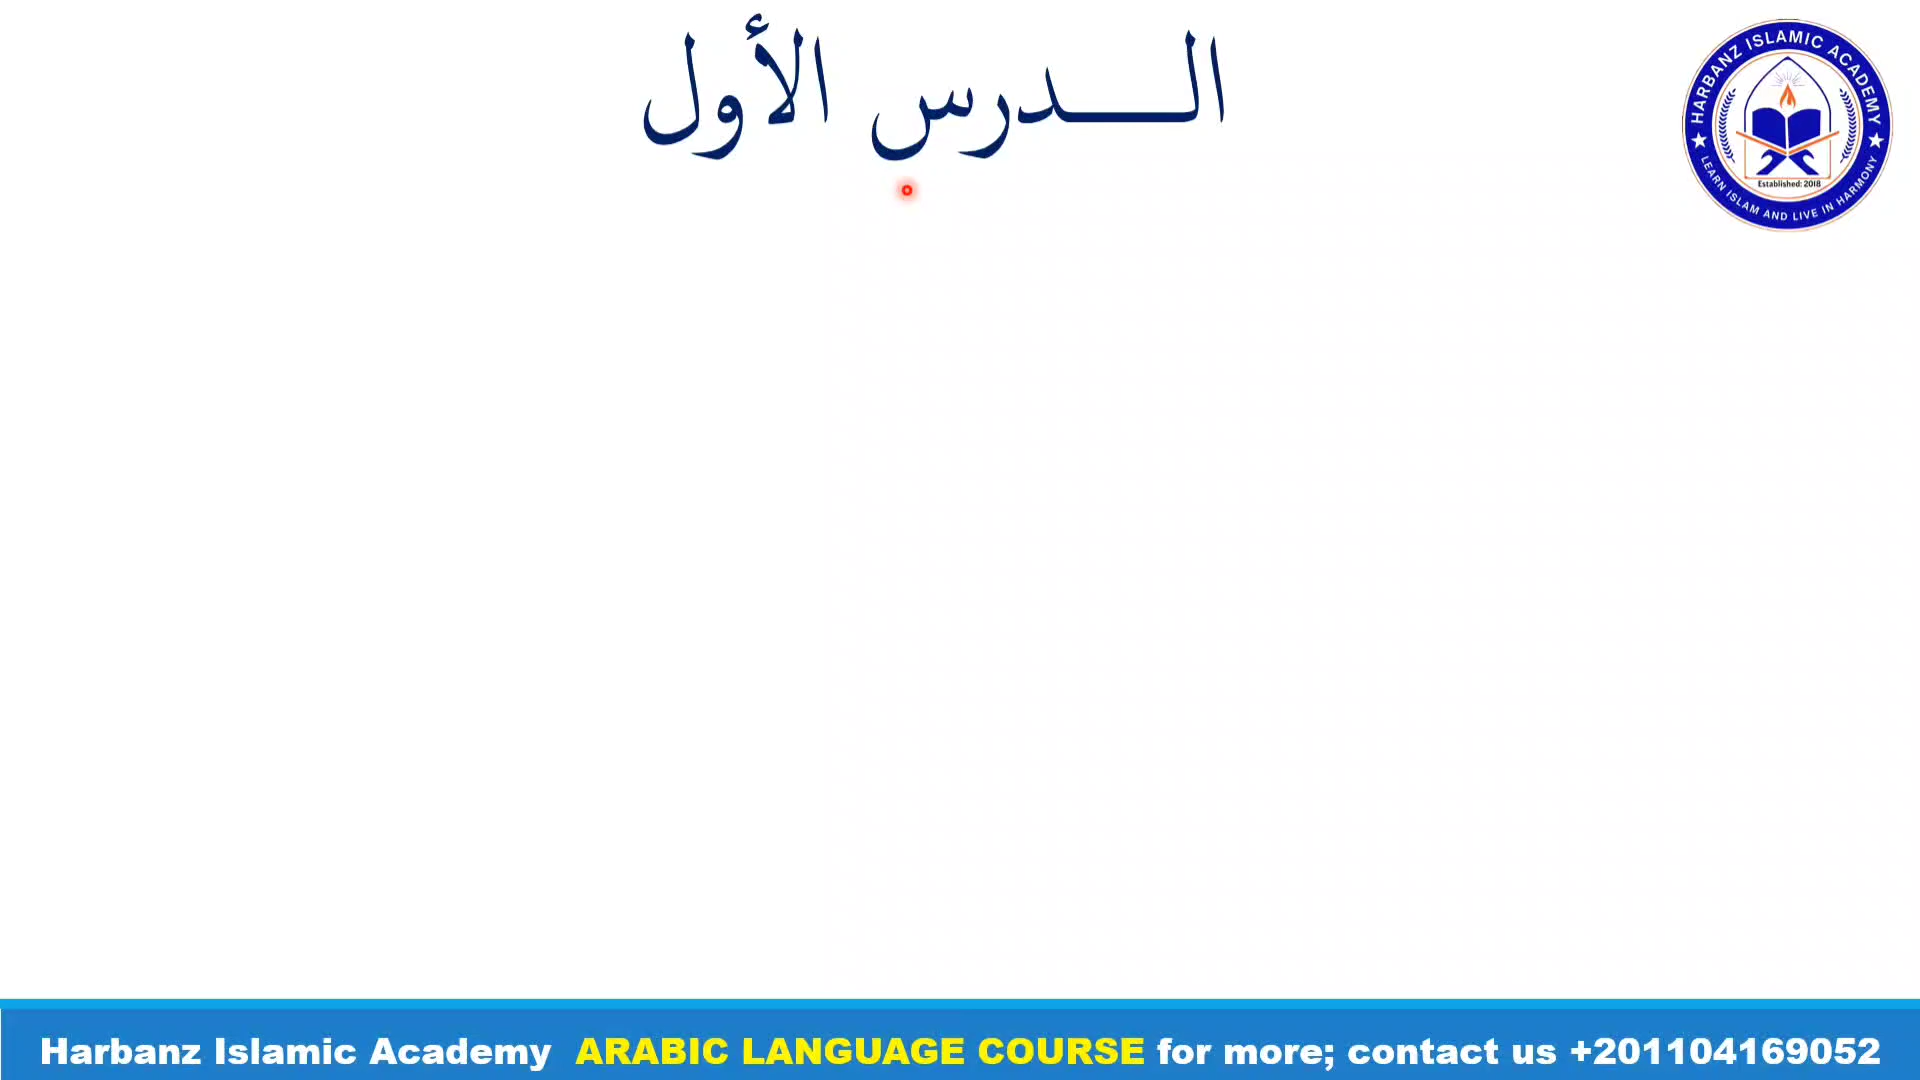 الـــدرس الأول
HARBANZ ISLAMIC ACADEMY
Established: 2018
LEARN ISLAM AND LIVE IN HARMONY
Harbanz Islamic Academy ARABIC LANGUAGE COURSE for more; contact us +201104169052